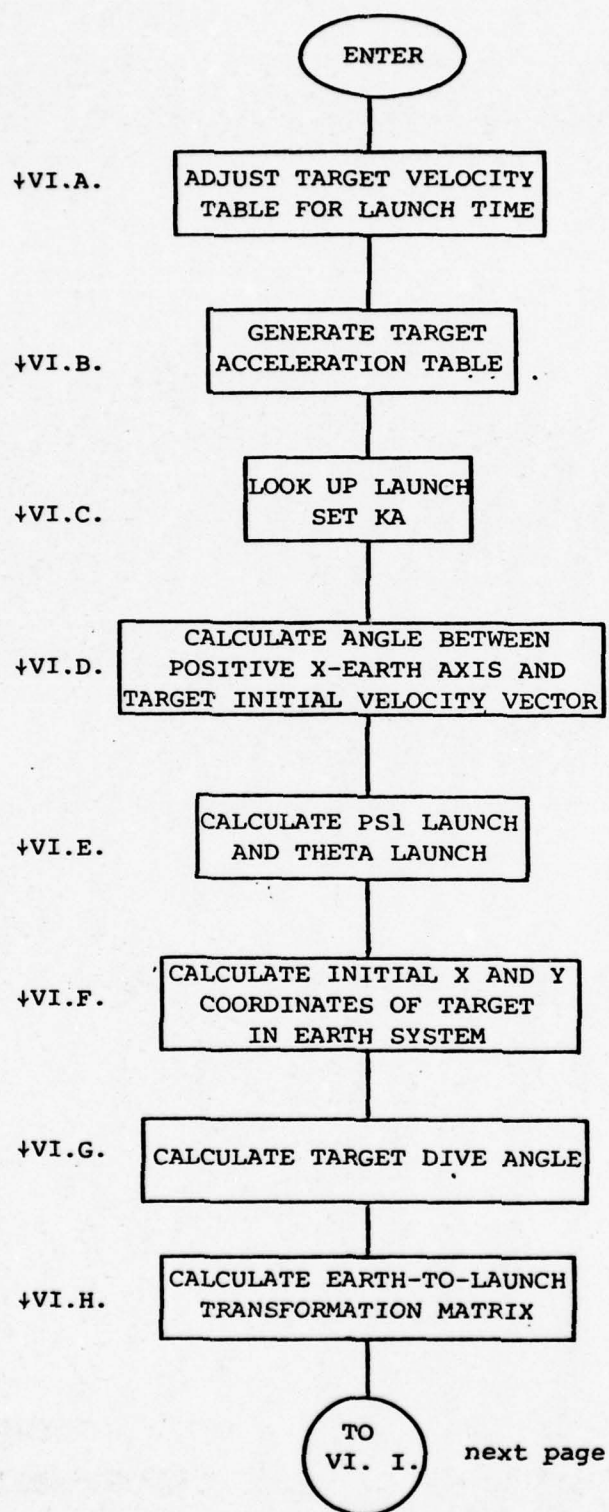 ENTER
↓VI.A.
ADJUST TARGET VELOCITY
TABLE FOR LAUNCH TIME
↓VI.B.
GENERATE TARGET
ACCELERATION TABLE
↓VI.C.
LOOK UP LAUNCH
SET KA
↓VI.D.
CALCULATE ANGLE BETWEEN
POSITIVE X-EARTH AXIS AND
TARGET INITIAL VELOCITY VECTOR
↓VI.E.
CALCULATE PS1 LAUNCH
AND THETA LAUNCH
↓VI.F.
CALCULATE INITIAL X AND Y
COORDINATES OF TARGET
IN EARTH SYSTEM
↓VI.G.
CALCULATE TARGET DIVE ANGLE
↓VI.H.
CALCULATE EARTH-TO-LAUNCH
TRANSFORMATION MATRIX
TO
VI. I.
next page